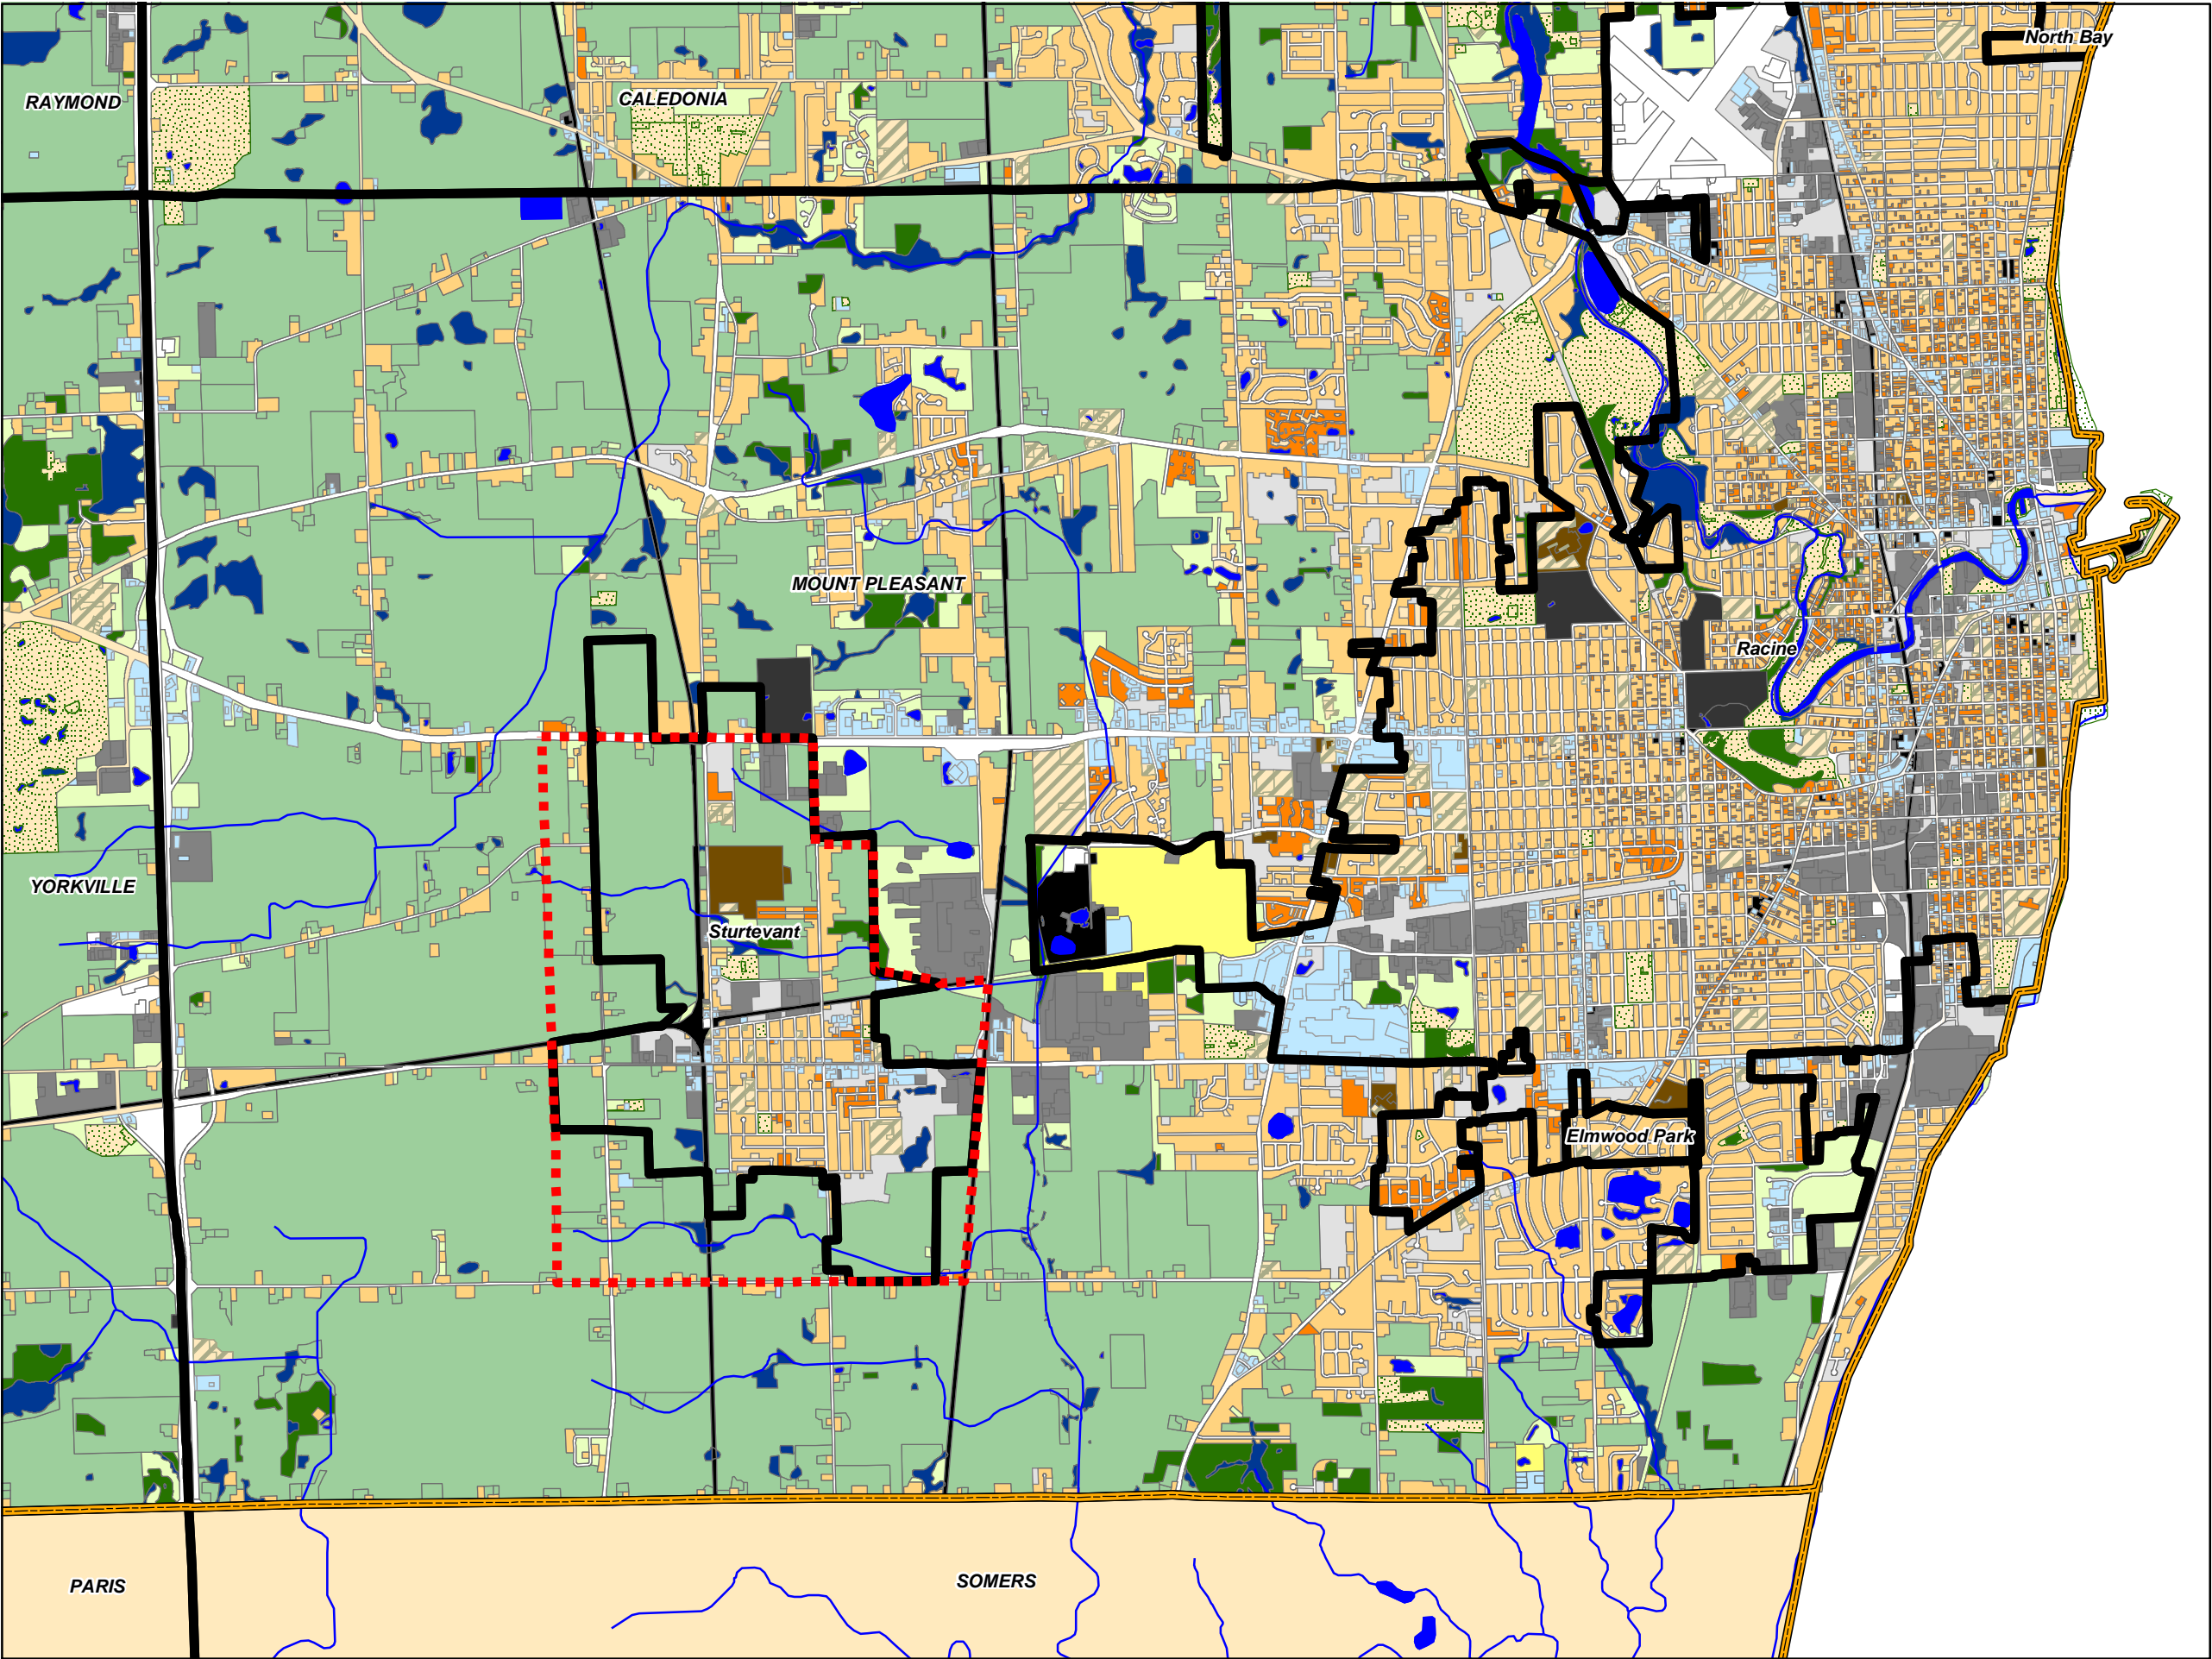 North Bay
RAYMOND
CALEDONIA
MOUNT PLEASANT
Racine
YORKVILLE
Sturtevant
Elmwood Park
PARIS
SOMERS